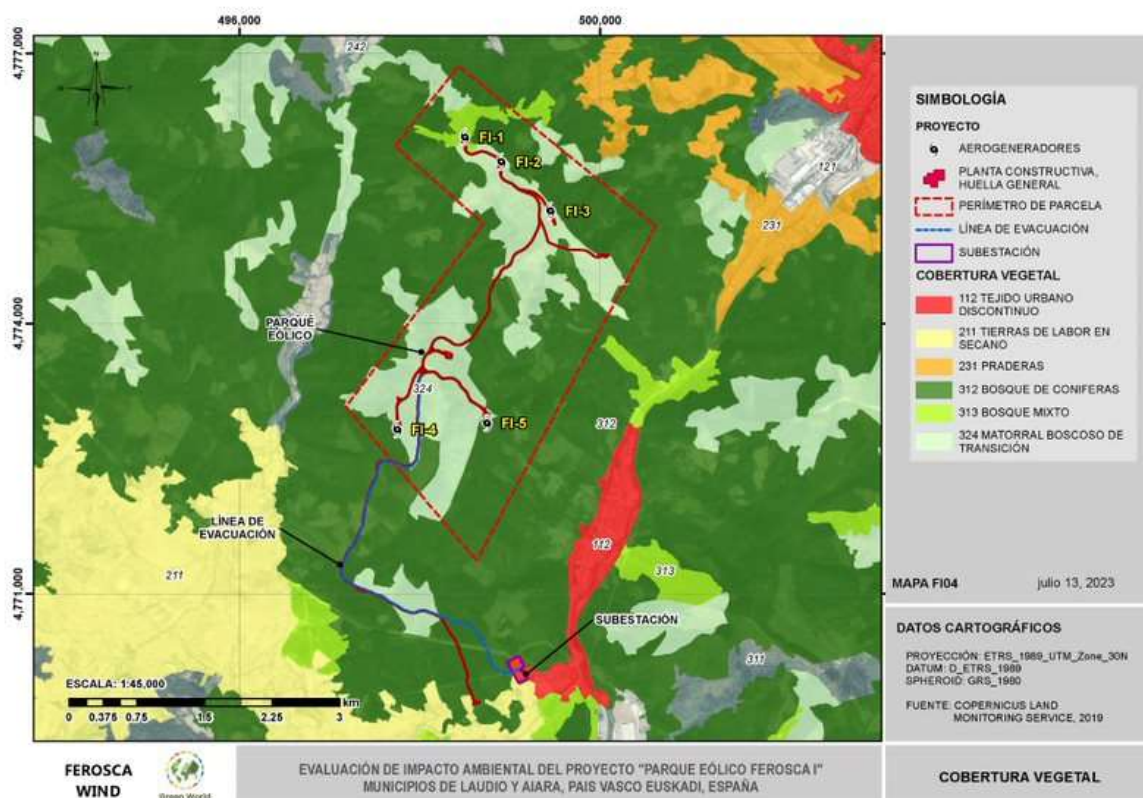 496,000
500,000
4,777,000
4,774,000
4,771,000
N
242
FI-1
FI-2
FI-3
121
231
PARQUE
EÓLICO
324
FI-4
FI-5
312
LÍNEA DE
EVACUACIÓN
211
112
313
SUBESTACIÓN
311
ESCALA: 1:45,000
km
0 0.375 0.75 1.5 2.25 3
SIMBOLOGÍA
PROYECTO
AEROGENERADORES
PLANTA CONSTRUCTIVA,
HUELLA GENERAL
PERÍMETRO DE PARCELA
LÍNEA DE EVACUACIÓN
SUBESTACIÓN
COBERTURA VEGETAL
112 TEJIDO URBANO
DISCONTINUO
211 TIERRAS DE LABOR EN
SECANO
231 PRADERAS
312 BOSQUE DE CONIFERAS
313 BOSQUE MIXTO
324 MATORRAL BOSCOSO DE
TRANSICIÓN
MAPA FI04 julio 13, 2023
DATOS CARTOGRÁFICOS
PROYECCIÓN: ETRS_1989_UTM_Zone_30N
DATUM: D_ETRS_1989
SPHEROID: GRS_1980
FUENTE: COPERNICUS LAND
MONITORING SERVICE, 2019
FEROSCA
WIND
Green World
EVALUACIÓN DE IMPACTO AMBIENTAL DEL PROYECTO "PARQUE EÓLICO FEROSCA I"
MUNICIPIOS DE LAUDIO Y AIARA, PAIS VASCO EUSKADI, ESPAÑA
COBERTURA VEGETAL